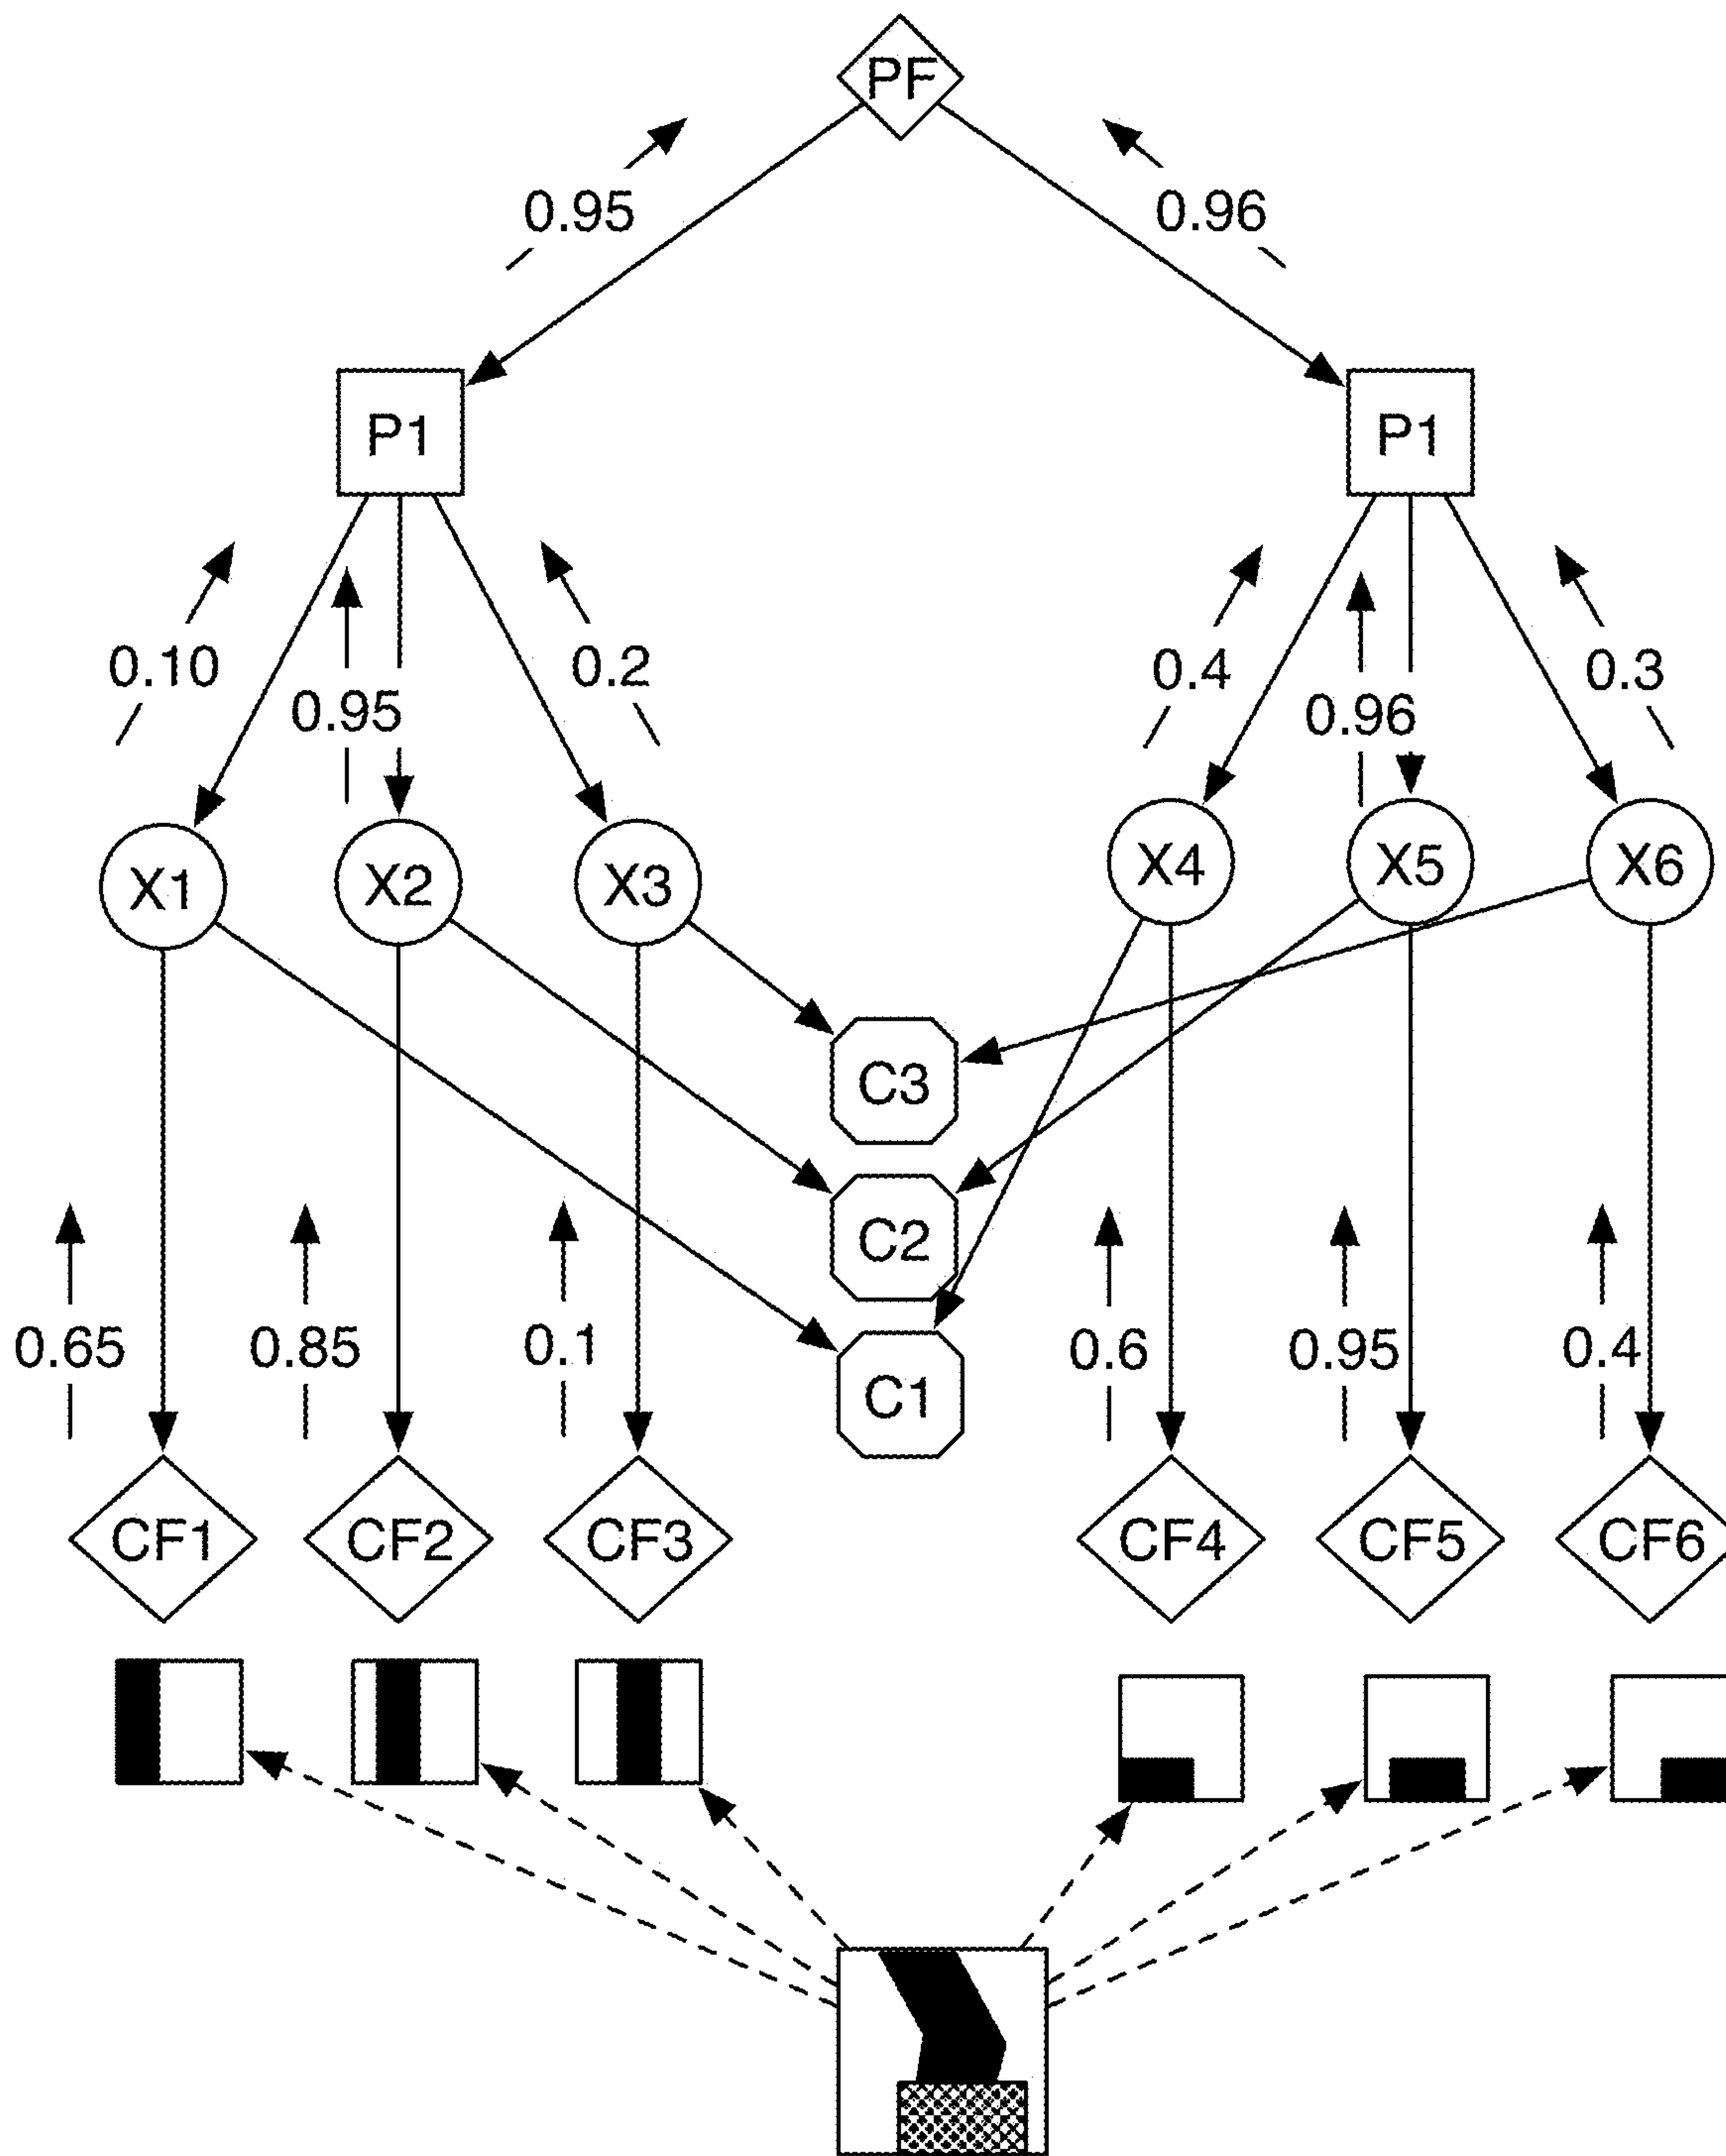 PF
0.95 0.96
P1 P1
0.10 0.95 0.2 0.4 0.96 0.3
X1 X2 X3 X4 X5 X6
C3
C2
0.65 0.85 0.1 0.6 0.95 0.4
C1
CF1 CF2 CF3 CF4 CF5 CF6